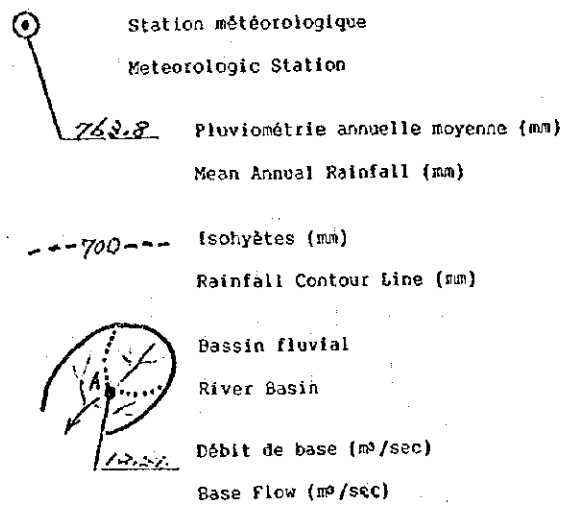 Station météorologique
Meteorologic Station
763.8 Pluviométrie annuelle moyenne (mm)
Mean Annual Rainfall (mm)
700 Isohyètes (mm)
Rainfall Contour Line (mm)
Bassin fluvial
A
River Basin
Débit de base (m³/sec)
Base Flow (m³/sec)